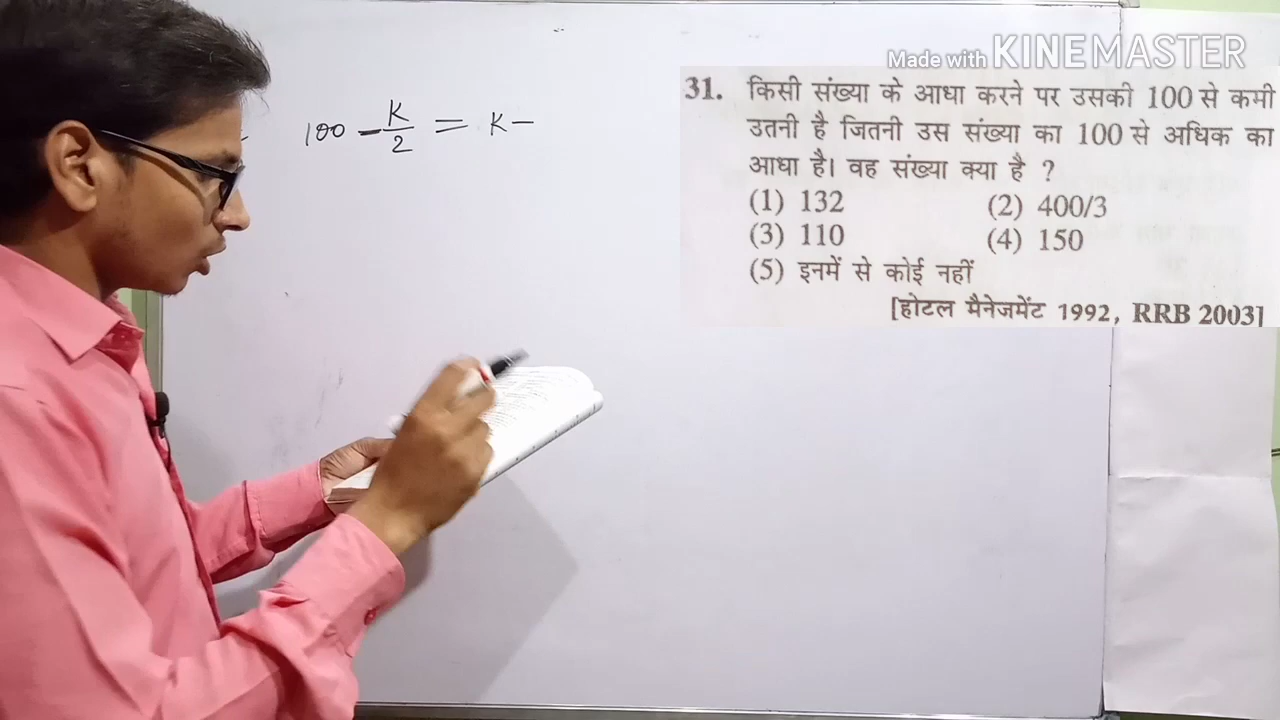 Made with KINEMASTER
100 - K/2 = K -
31. किसी संख्या के आधा करने पर उसकी 100 से कमी
उतनी है जितनी उस संख्या का 100 से अधिक का
आधा है। वह संख्या क्या है ?
(1) 132 (2) 400/3
(3) 110 (4) 150
(5) इनमें से कोई नहीं
[होटल मैनेजमेंट 1992, RRB 2003]